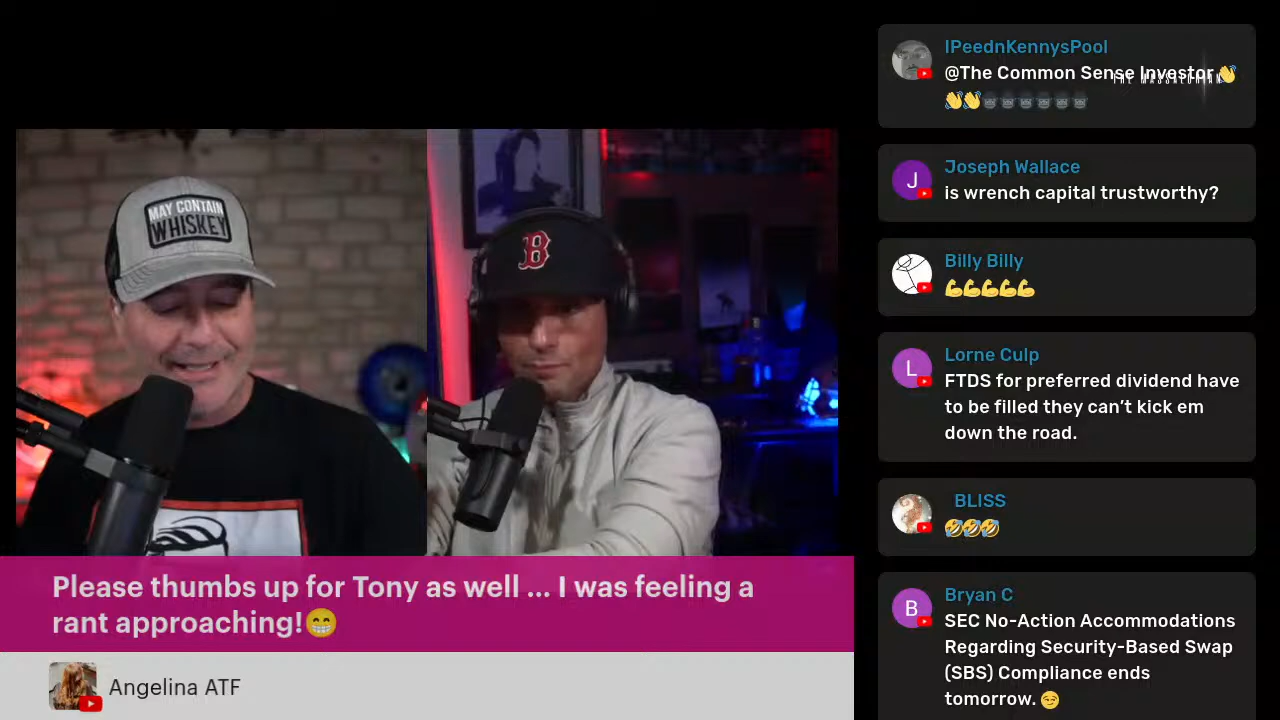 MAY CONTAIN
WHISKEY
B
Please thumbs up for Tony as well ... I was feeling a
rant approaching!😁
Angelina ATF
IPeednKennysPool
@The Common Sense Investor👋
👋👋
J
Joseph Wallace
is wrench capital trustworthy?
Billy Billy
💪💪💪💪💪
L
Lorne Culp
FTDS for preferred dividend have
to be filled they can’t kick em
down the road.
BLISS
🤣🤣🤣
B
Bryan C
SEC No-Action Accommodations
Regarding Security-Based Swap
(SBS) Compliance ends
tomorrow. 😏